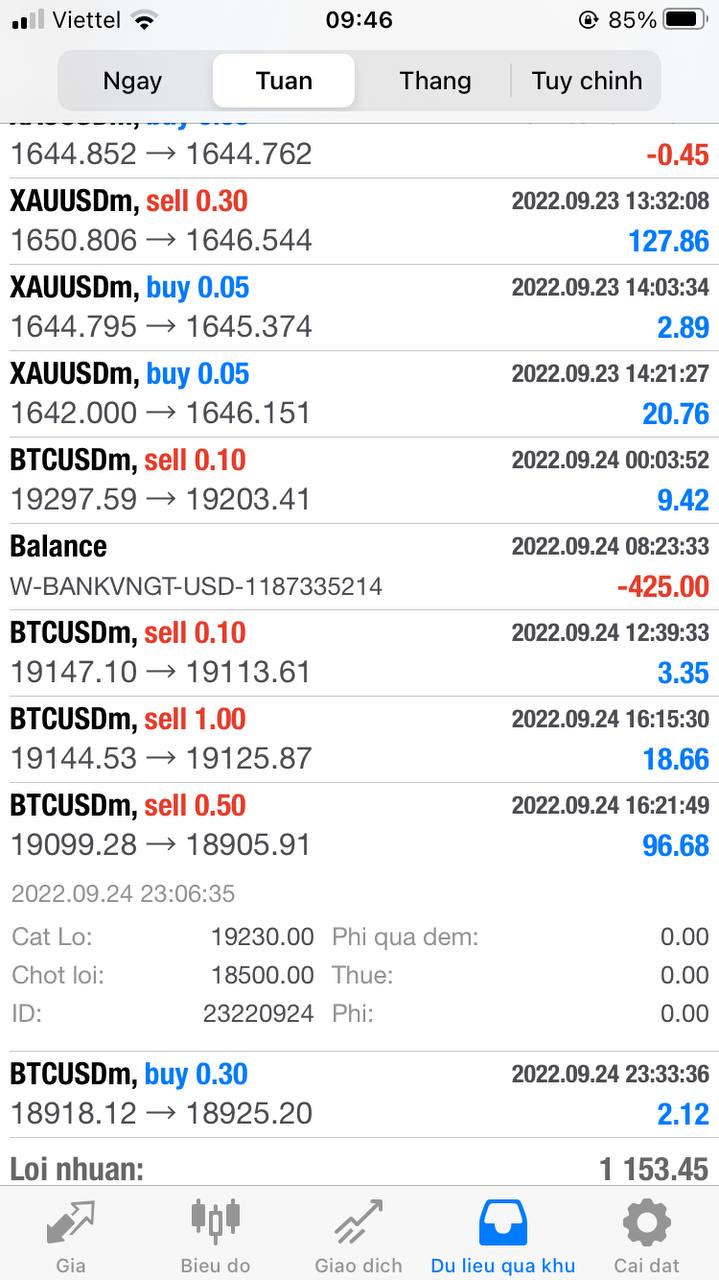 Viettel 09:46 85%
Ngay Tuan Thang Tuy chinh
1644.852 → 1644.762 -0.45
XAUUSDm, sell 0.30 2022.09.23 13:32:08
1650.806 → 1646.544 127.86
XAUUSDm, buy 0.05 2022.09.23 14:03:34
1644.795 → 1645.374 2.89
XAUUSDm, buy 0.05 2022.09.23 14:21:27
1642.000 → 1646.151 20.76
BTCUSDm, sell 0.10 2022.09.24 00:03:52
19297.59 → 19203.41 9.42
Balance 2022.09.24 08:23:33
W-BANKVNGT-USD-1187335214 -425.00
BTCUSDm, sell 0.10 2022.09.24 12:39:33
19147.10 → 19113.61 3.35
BTCUSDm, sell 1.00 2022.09.24 16:15:30
19144.53 → 19125.87 18.66
BTCUSDm, sell 0.50 2022.09.24 16:21:49
19099.28 → 18905.91 96.68
2022.09.24 23:06:35
Cat Lo: 19230.00 Phi qua dem: 0.00
Chot loi: 18500.00 Thue: 0.00
ID: 23220924 Phi: 0.00
BTCUSDm, buy 0.30 2022.09.24 23:33:36
18918.12 → 18925.20 2.12
Loi nhuan: 1 153.45
Gia Bieu do Giao dich Du lieu qua khu Cai dat